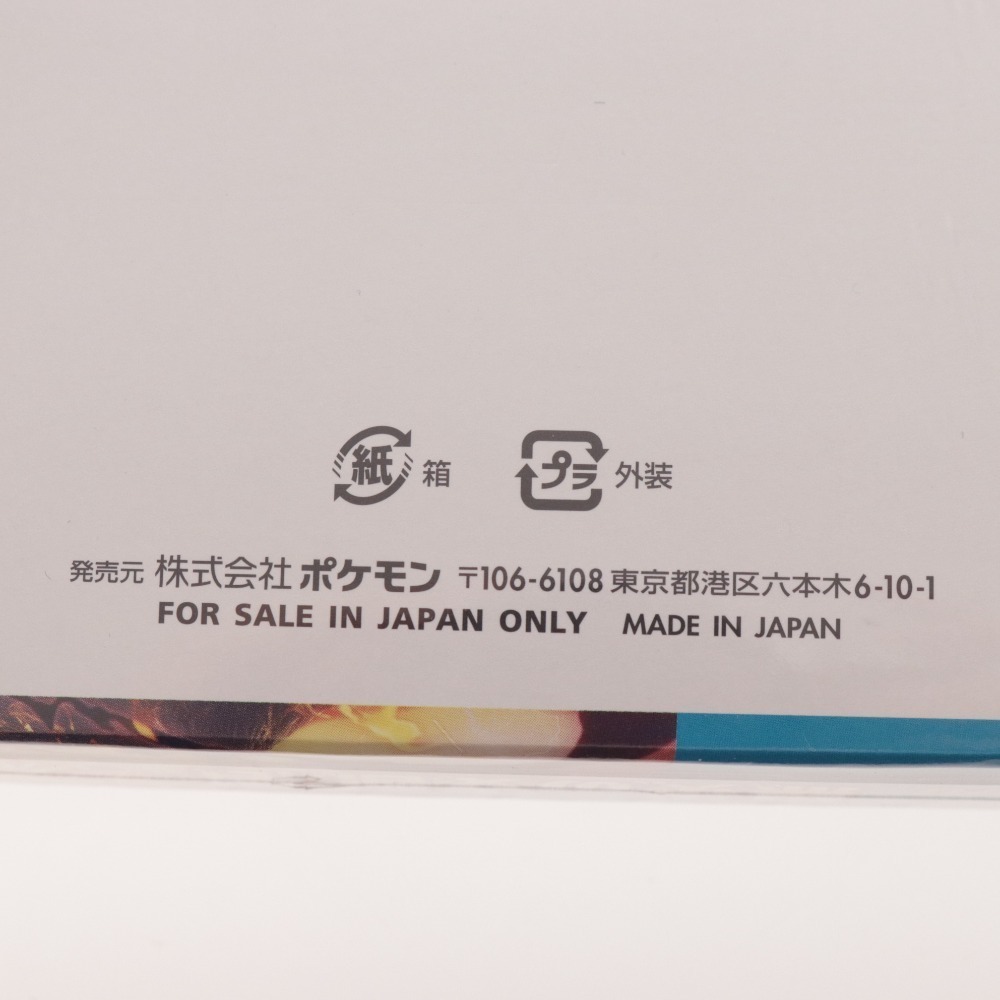 紙 箱 プラ 外装
発売元 株式会社 ポケモン 〒106-6108 東京都港区六本木6-10-1
FOR SALE IN JAPAN ONLY MADE IN JAPAN